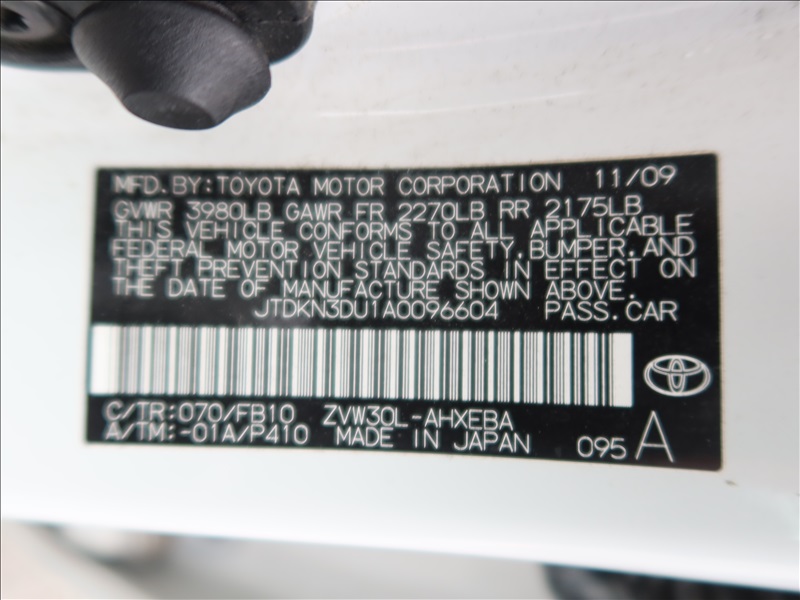 MFD. BY: TOYOTA MOTOR CORPORATION 11/09
GVWR 3980LB GAWR FR 2270LB RR 2175LB
THIS VEHICLE CONFORMS TO ALL APPLICABLE
FEDERAL MOTOR VEHICLE SAFETY, BUMPER, AND
THEFT PREVENTION STANDARDS IN EFFECT ON
THE DATE OF MANUFACTURE SHOWN ABOVE.
JTDKN3DU1A0096604 PASS. CAR
C/TR: 070/FB10 ZVW30L-AHXEBA
A/TM: -01A/P410 MADE IN JAPAN 095 A